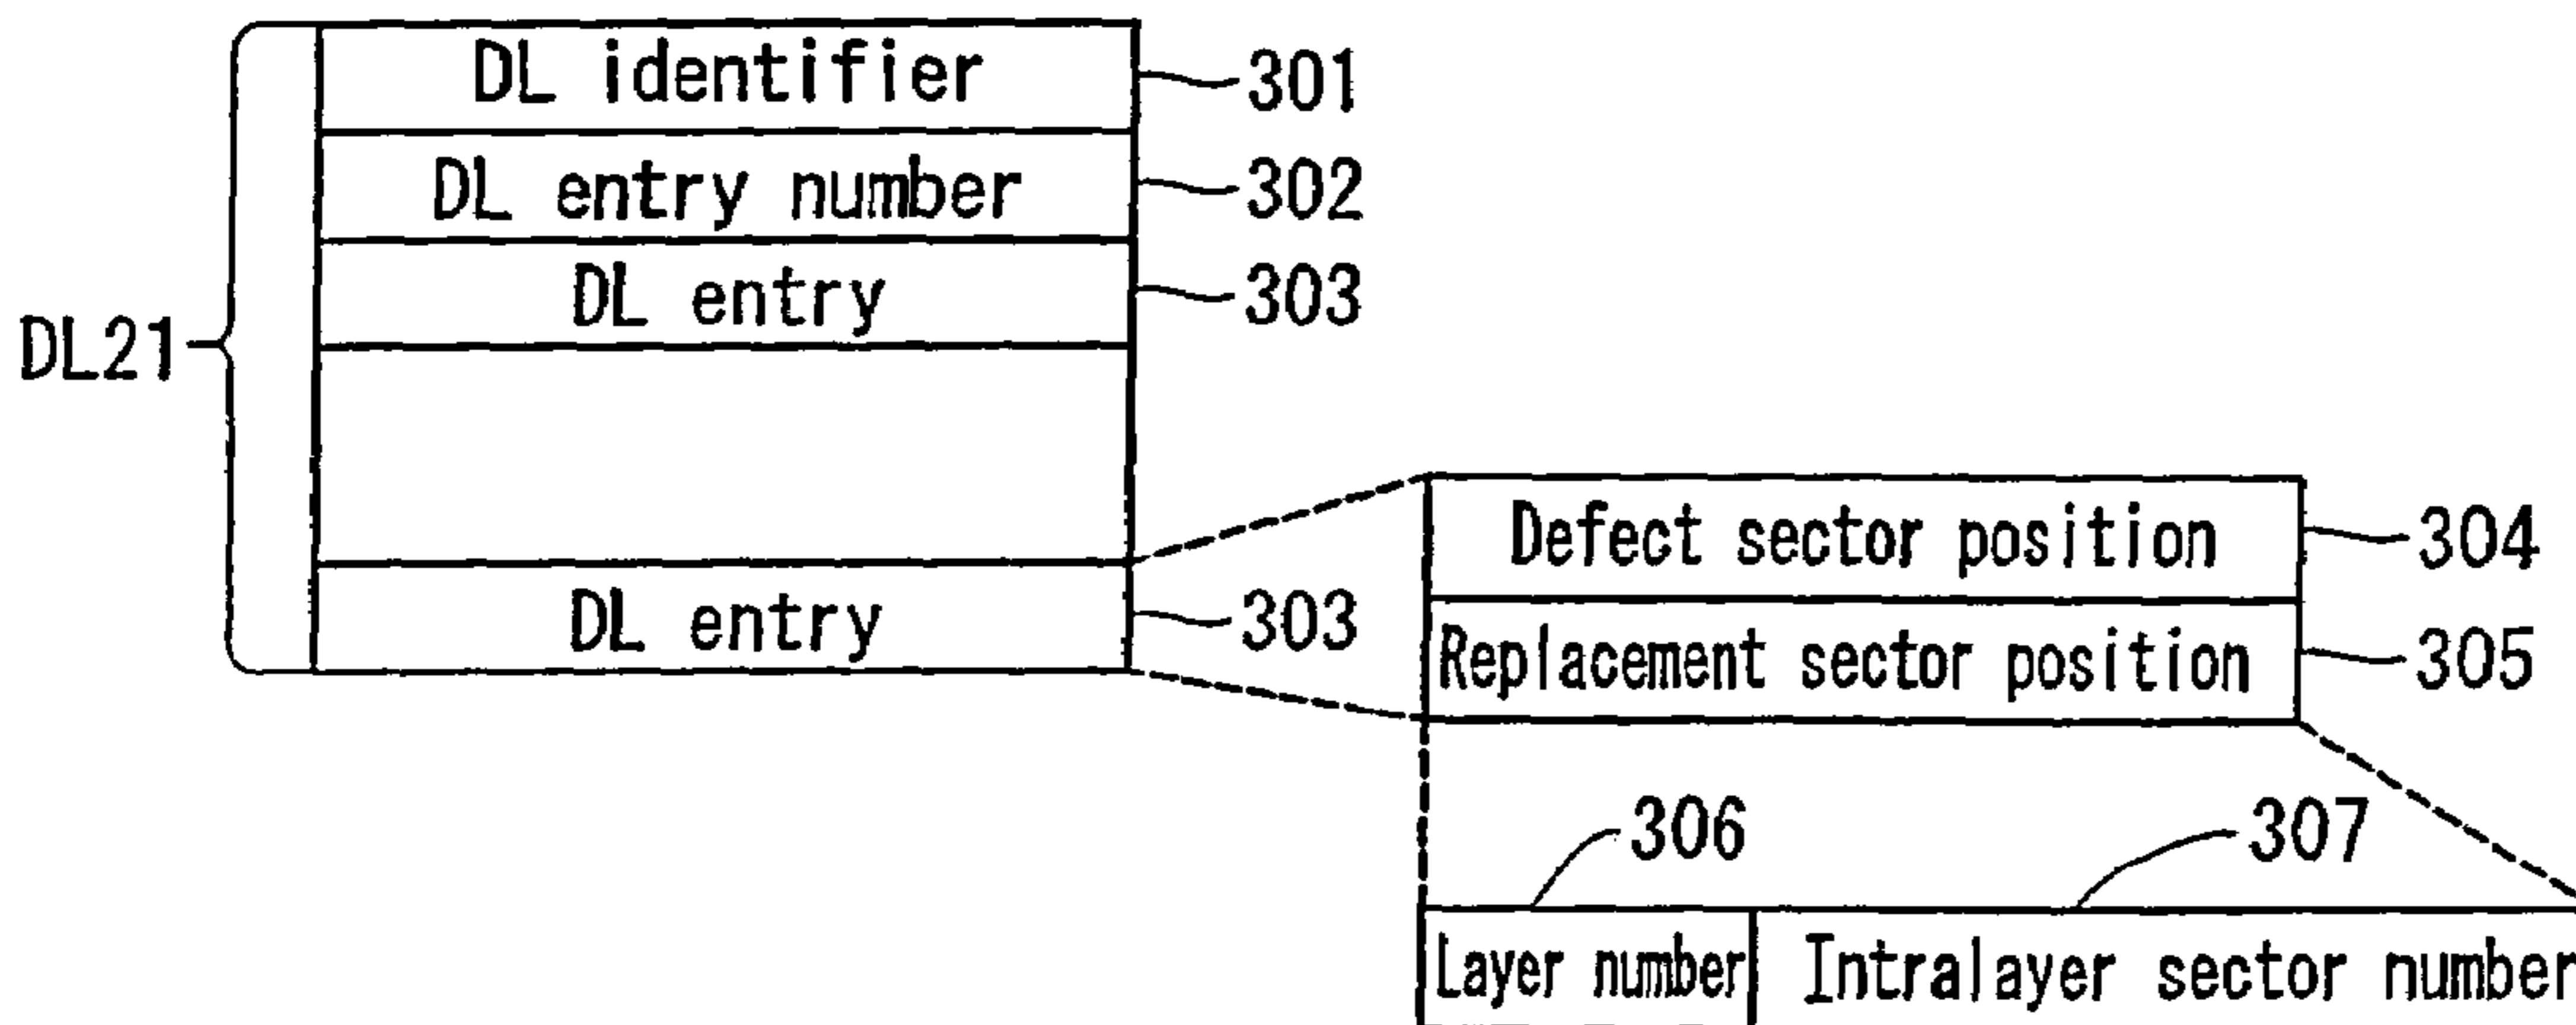 DL identifier 301
DL entry number 302
DL entry 303
DL21
DL entry 303
Defect sector position 304
Replacement sector position 305
306 307
Layer number Intralayer sector number